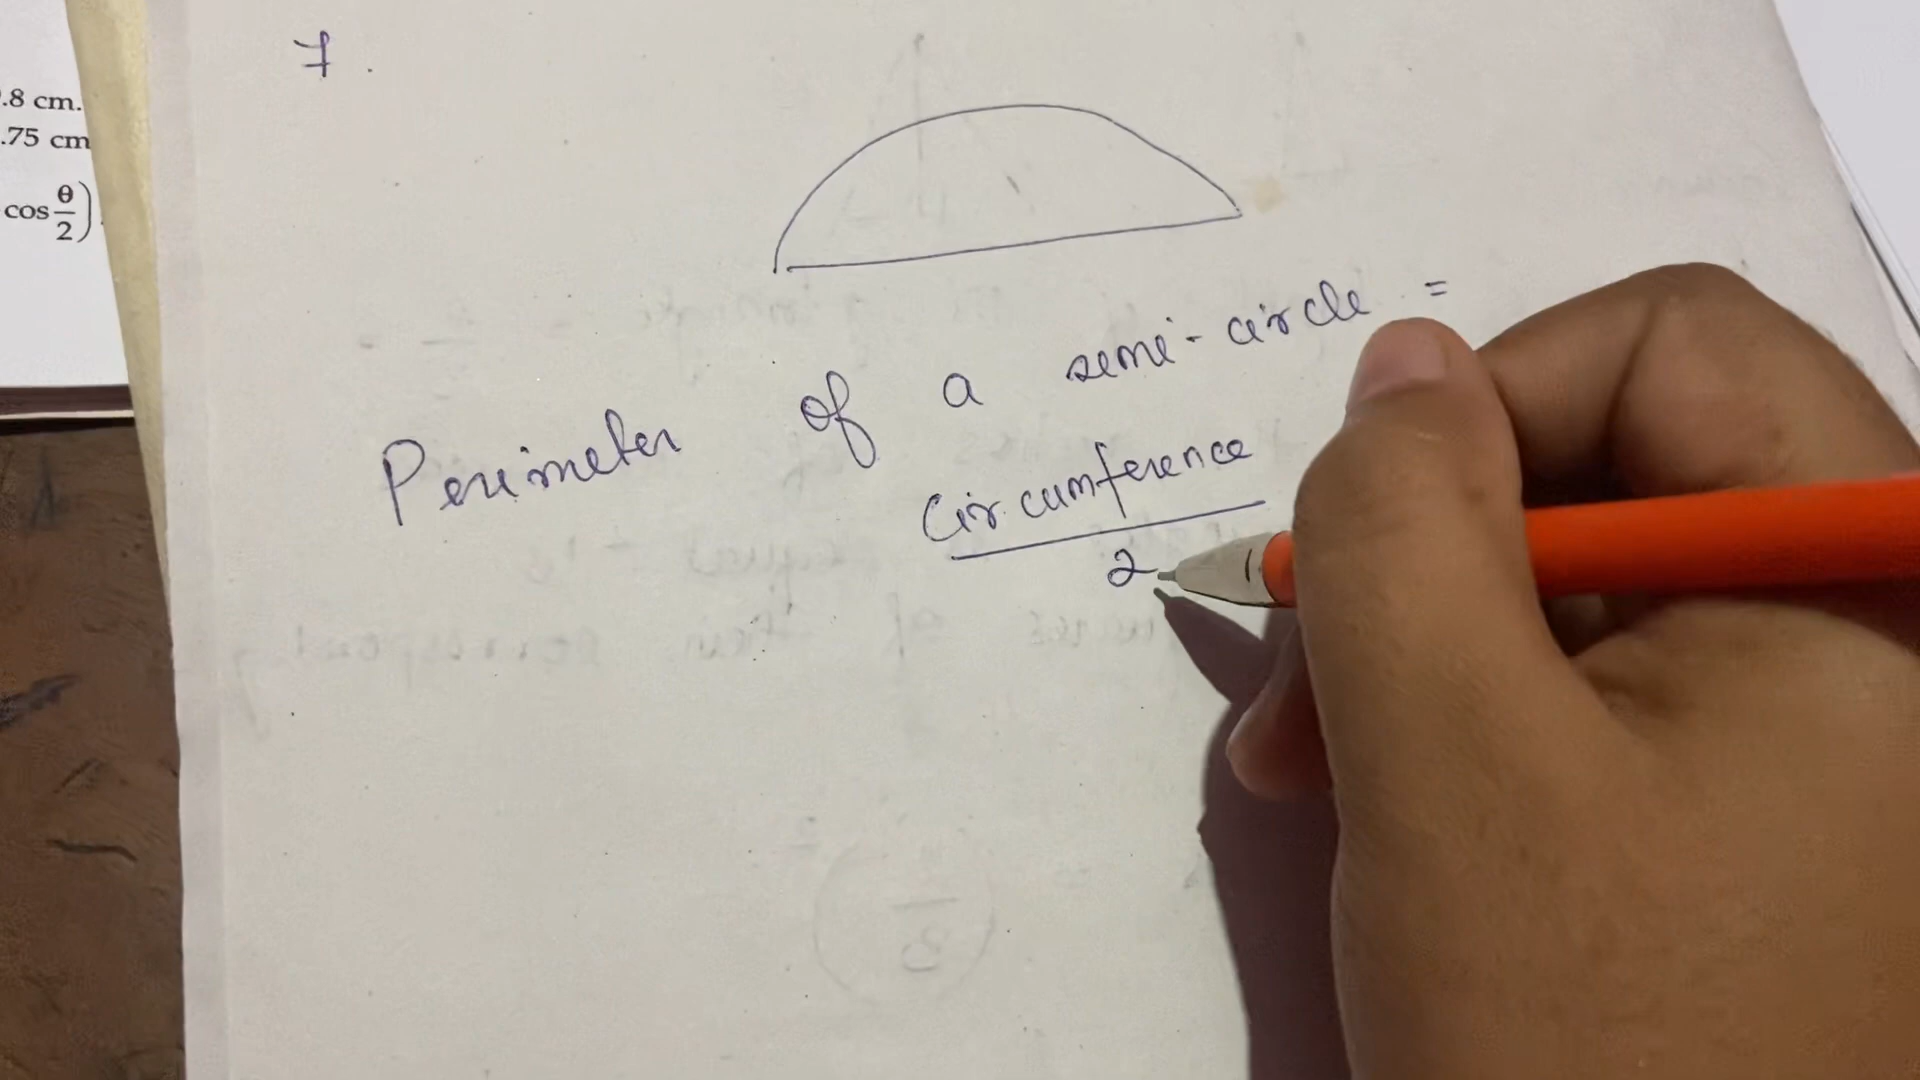 .8 cm.
.75 cm
cos θ/2)
7.
Perimeter of a semi-circle =
Circumference
2